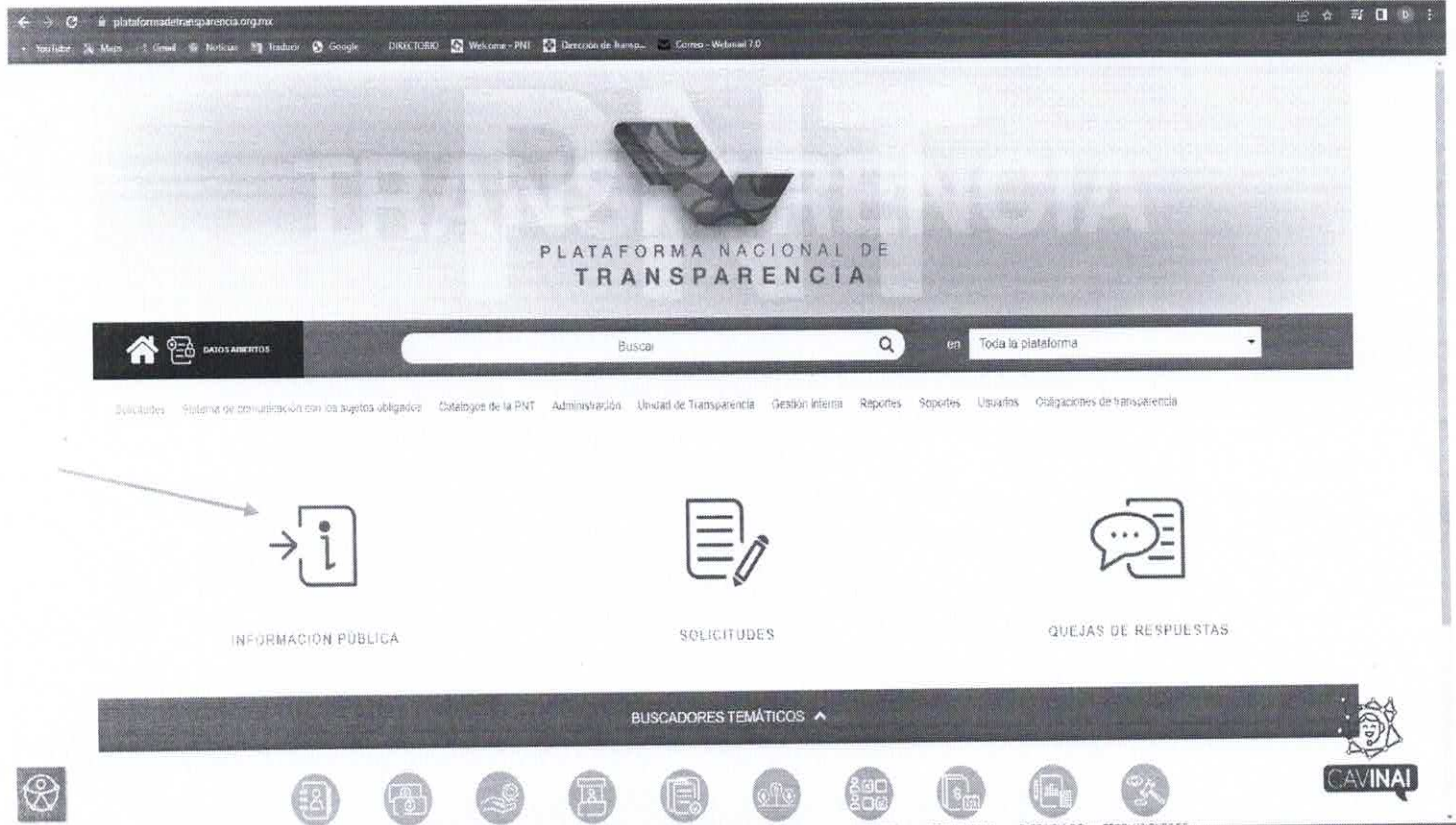 plataformadetransparencia.org.mx
YouTube Maps Gmail Noticias Traducir Google DIRECTORIO Welcome - PNT Dirección de Transp... Correo - Webmail 7.0
PLATAFORMA NACIONAL DE
TRANSPARENCIA
DATOS ABIERTOS
Buscar
en
Toda la plataforma
Solicitudes Sistema de comunicación con los sujetos obligados Catálogos de la PNT Administración Unidad de Transparencia Gestión Interna Reportes Soportes Usuarios Obligaciones de transparencia
INFORMACIÓN PÚBLICA
SOLICITUDES
QUEJAS DE RESPUESTAS
BUSCADORES TEMÁTICOS
CAVINAI